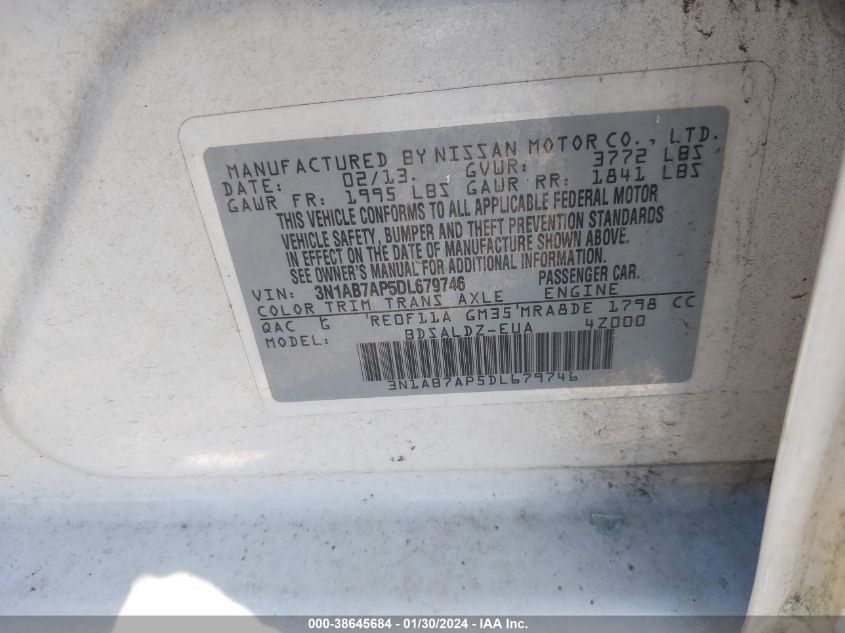 MANUFACTURED BY NISSAN MOTOR CO., LTD.
DATE: 02/13. GVWR: 3772 LBS
GAWR FR: 1995 LBS GAWR RR: 1841 LBS
THIS VEHICLE CONFORMS TO ALL APPLICABLE FEDERAL MOTOR
VEHICLE SAFETY, BUMPER AND THEFT PREVENTION STANDARDS
IN EFFECT ON THE DATE OF MANUFACTURE SHOWN ABOVE.
SEE OWNER'S MANUAL FOR ADDITIONAL INFORMATION.
VIN: 3N1AB7AP5DL679746 PASSENGER CAR.
COLOR TRIM TRANS AXLE ENGINE
QAC G RE0F11A GM35 MRA8DE 1798 CC
MODEL: BDSALDZ-EUA 4Z000
3N1AB7AP5DL679746
000-38645684 / 01/30/2024 - IAA Inc.